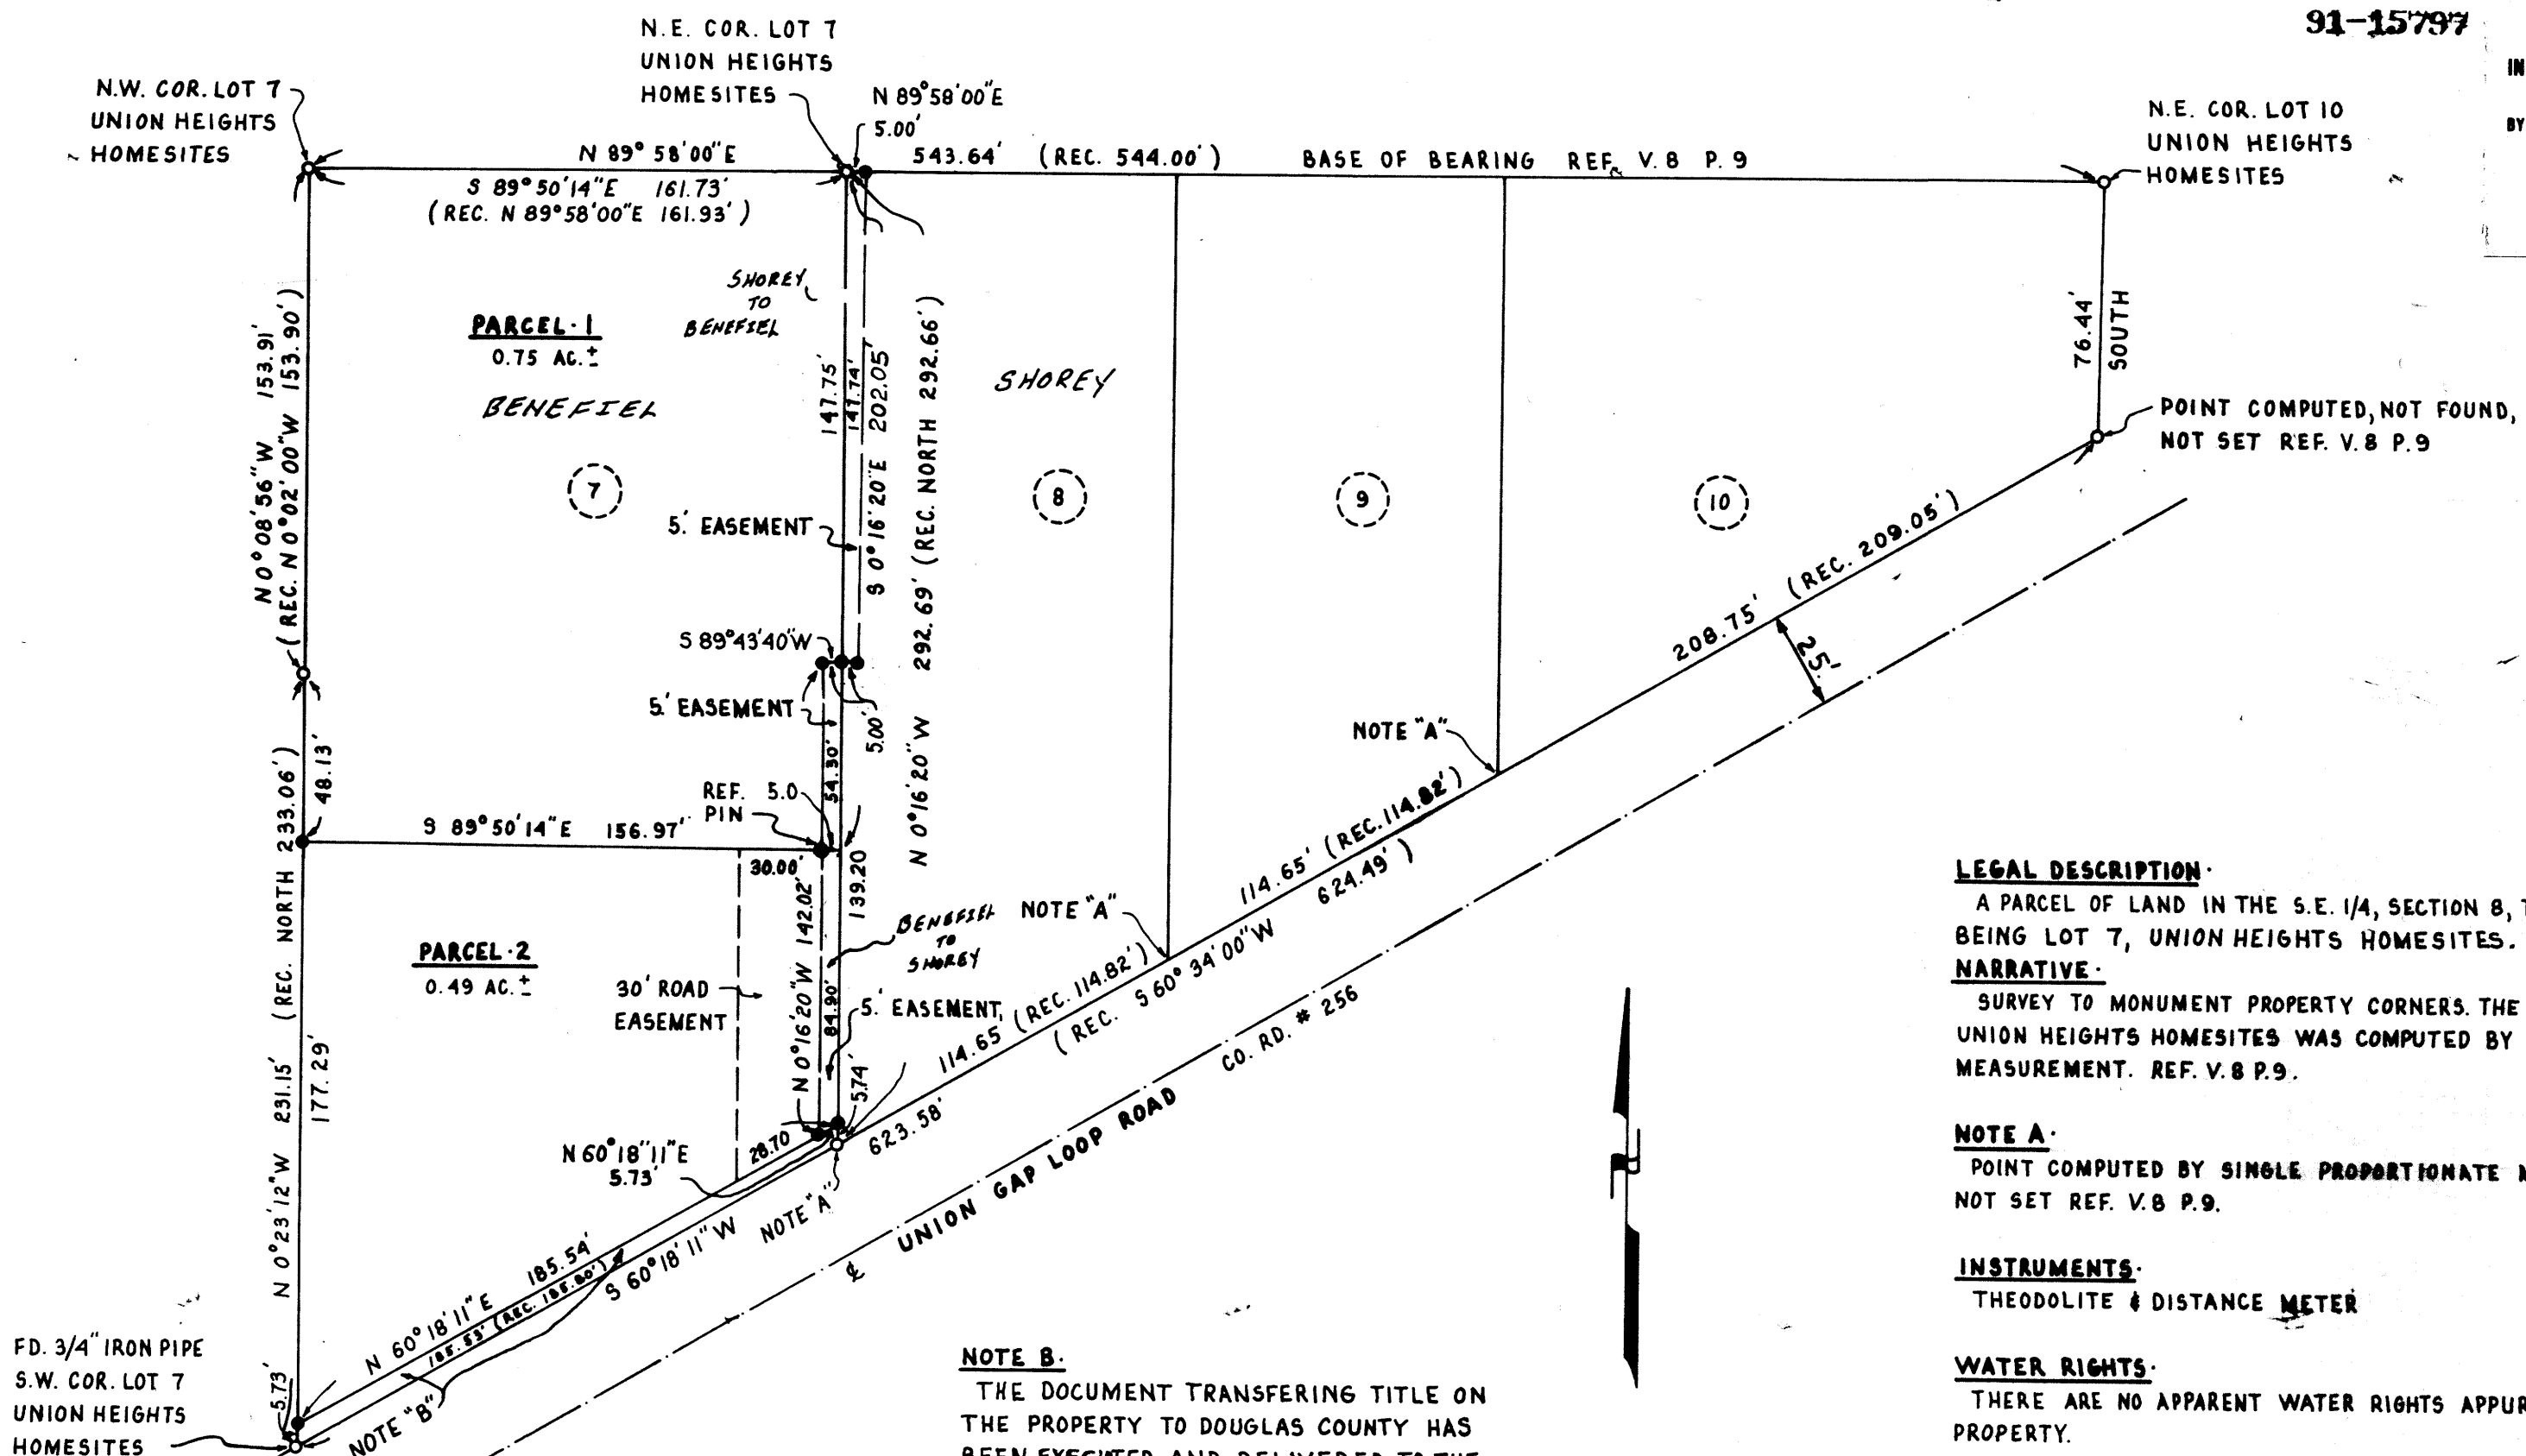 91-15797
IN
BY
N.W. COR. LOT 7
UNION HEIGHTS
HOMESITES
N.E. COR. LOT 7
UNION HEIGHTS
HOMESITES
N 89°58'00"E
5.00'
N.E. COR. LOT 10
UNION HEIGHTS
HOMESITES
N 89° 58'00"E
543.64' (REC. 544.00') BASE OF BEARING REF. V.8 P.9
S 89°50'14"E 161.73'
(REC. N 89°58'00"E 161.93')
SHOREY
TO
BENEFIEL
PARCEL·1
0.75 AC.±
BENEFIEL
SHOREY
N 0°08'56"W 153.91'
(REC. N 0°02'00"W 153.90')
147.75'
147.74'
S 0°16'20"E 202.05'
N 0°16'20"W 292.69' (REC. NORTH 292.66')
76.44'
SOUTH
POINT COMPUTED, NOT FOUND,
NOT SET REF. V.8 P.9
7
8
9
10
5.' EASEMENT
S 89°43'40"W
5.' EASEMENT
5.00'
54.30'
208.75' (REC. 209.05')
25.'
NOTE "A"
48.13'
REF. 5.0
PIN
S 89°50'14"E 156.97'
30.00'
N 0°16'20"W 142.02'
139.20
114.65' (REC. 114.82')
N 0°23'12"W 231.15' (REC. NORTH 233.06')
177.29'
PARCEL·2
0.49 AC.±
30' ROAD
EASEMENT
BENEFIEL
TO
SHOREY
NOTE "A"
84.90'
5.' EASEMENT
5.74'
114.65 (REC. 114.82')
(REC. S 60° 34'00"W 624.49')
CO. RD. # 256
623.58'
UNION GAP LOOP ROAD
℄
N 60°18'11"E
5.73'
28.70
NOTE "A"
N 60°18'11"E 185.54'
185.53' (REC. 185.80')
S 60°18'11"W
5.73'
NOTE "B"
FD. 3/4" IRON PIPE
S.W. COR. LOT 7
UNION HEIGHTS
HOMESITES
LEGAL DESCRIPTION·
A PARCEL OF LAND IN THE S.E. 1/4, SECTION 8,
BEING LOT 7, UNION HEIGHTS HOMESITES.
NARRATIVE·
SURVEY TO MONUMENT PROPERTY CORNERS. THE
UNION HEIGHTS HOMESITES WAS COMPUTED BY
MEASUREMENT. REF. V.8 P.9.
NOTE A·
POINT COMPUTED BY SINGLE PROPORTIONATE
NOT SET REF. V.8 P.9.
INSTRUMENTS·
THEODOLITE & DISTANCE METER
WATER RIGHTS·
THERE ARE NO APPARENT WATER RIGHTS APPUR
PROPERTY.
NOTE B·
THE DOCUMENT TRANSFERING TITLE ON
THE PROPERTY TO DOUGLAS COUNTY HAS
BEEN EXECUTED AND DELIVERED TO THE